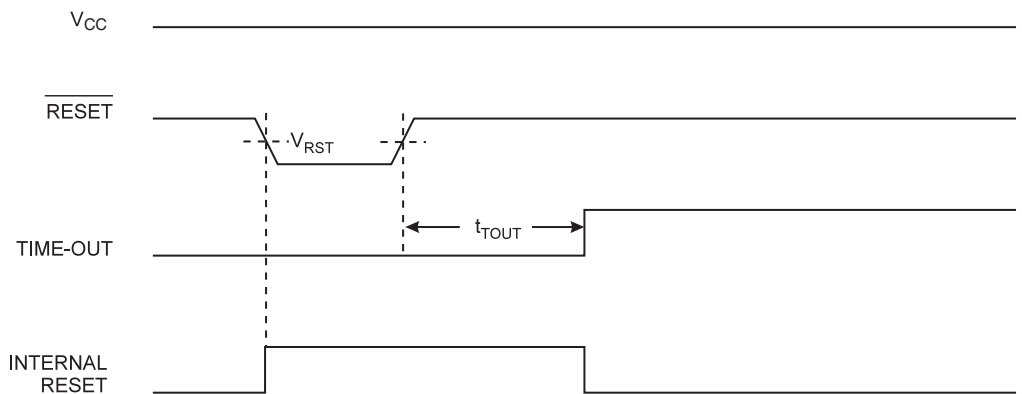 VCC
RESET
VRST
tTOUT
TIME-OUT
INTERNAL
RESET